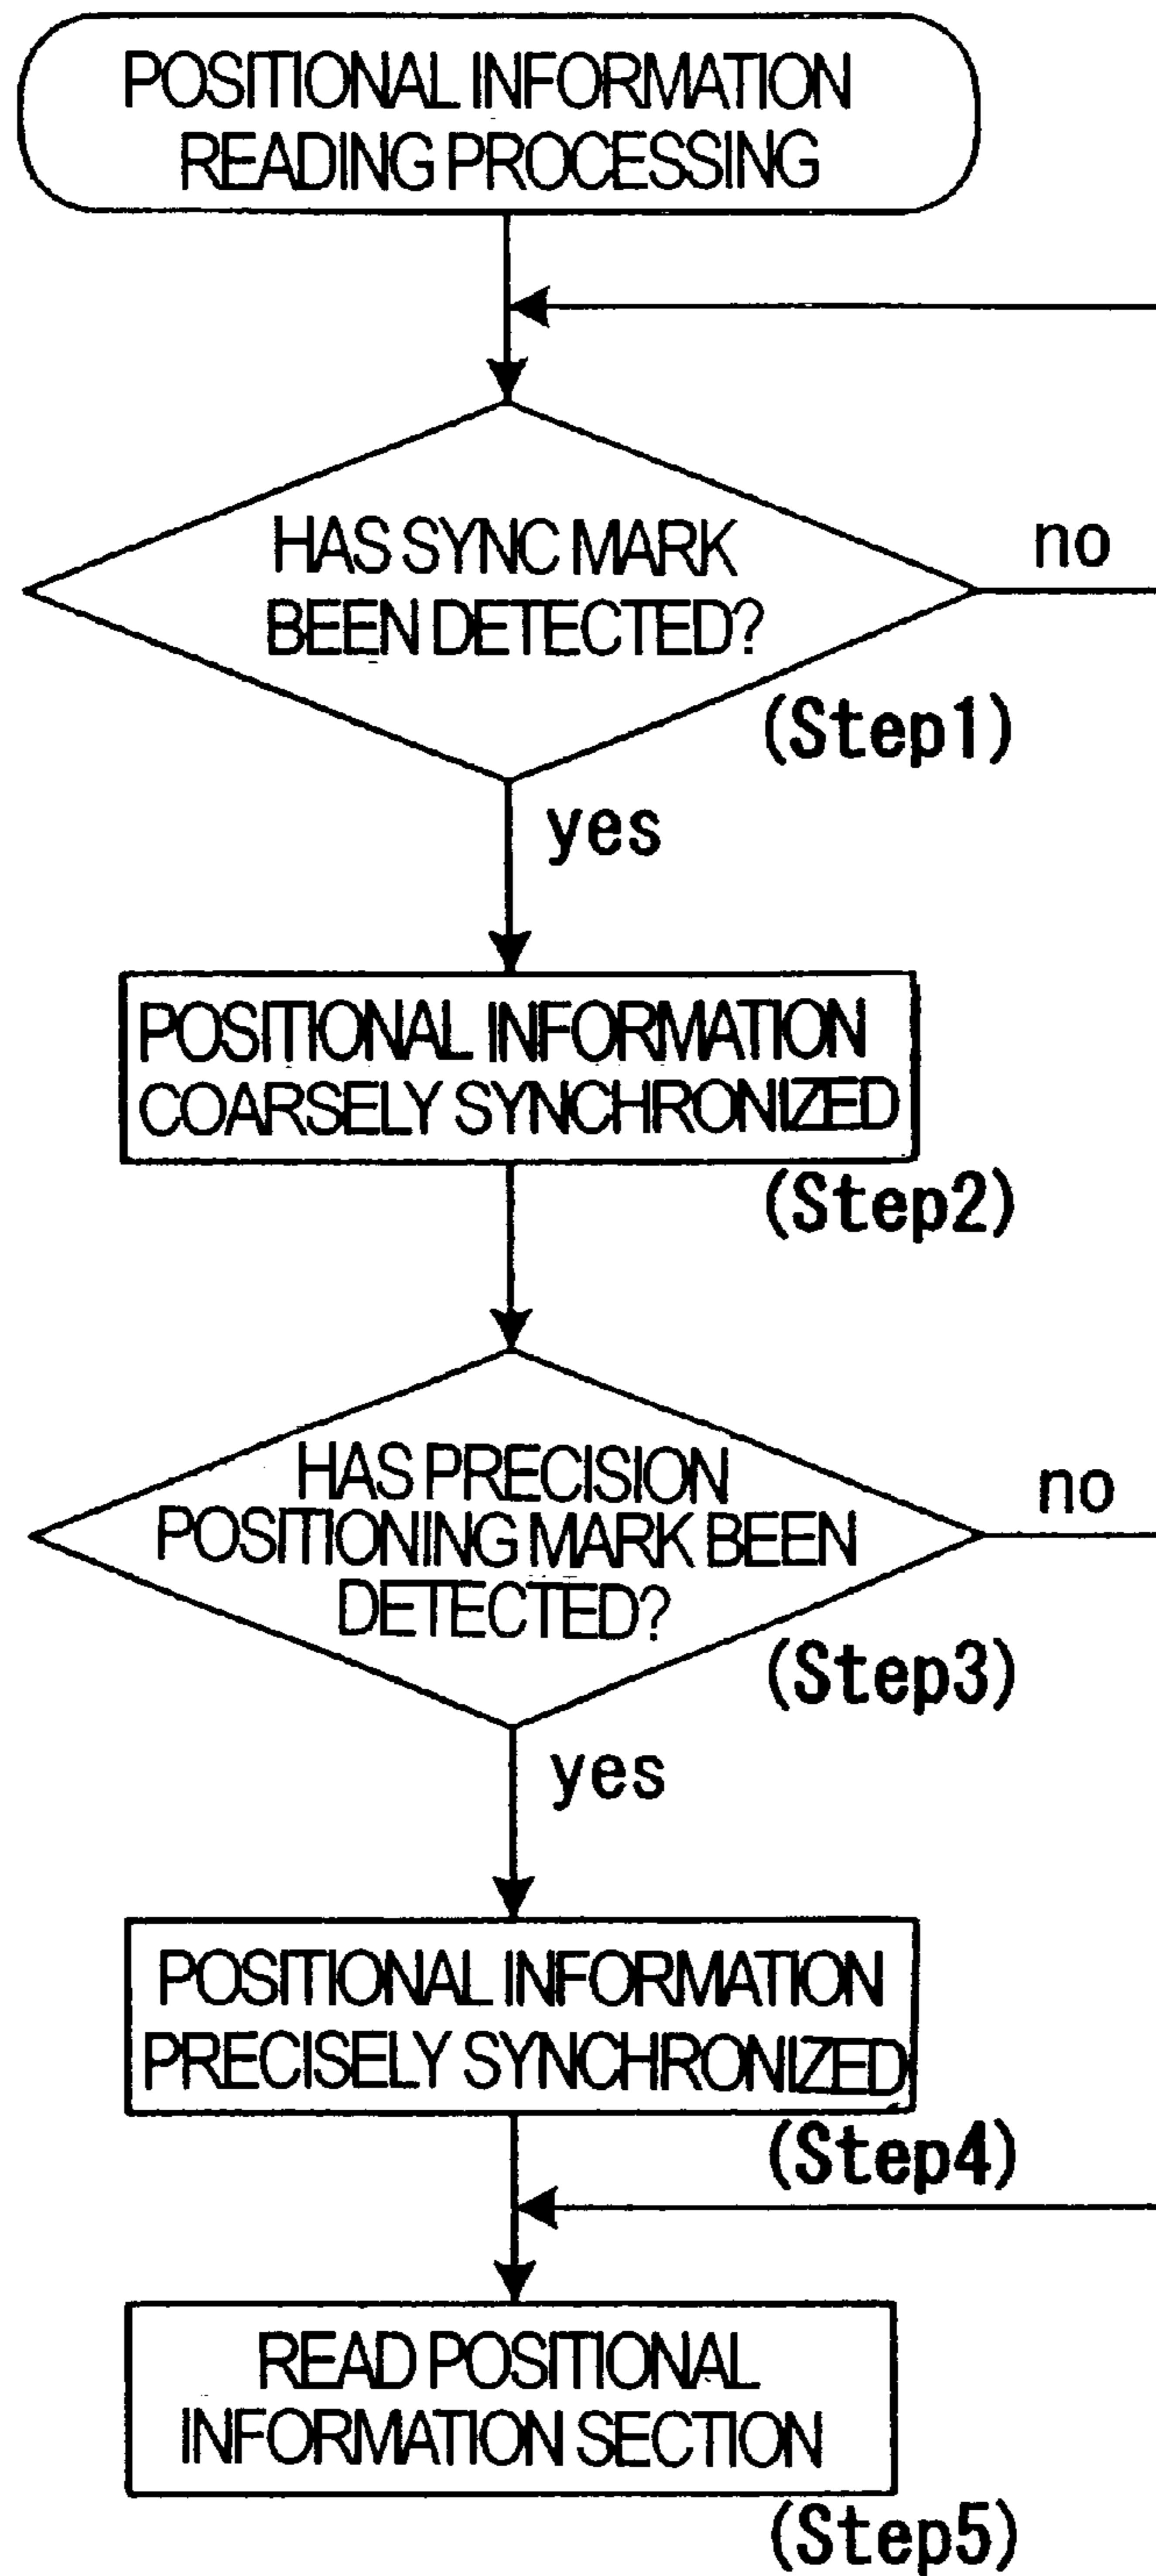 POSITIONAL INFORMATION
READING PROCESSING
HAS SYNC MARK
BEEN DETECTED?
no
(Step1)
yes
POSITIONAL INFORMATION
COARSELY SYNCHRONIZED
(Step2)
HAS PRECISION
POSITIONING MARK BEEN
DETECTED?
no
(Step3)
yes
POSITIONAL INFORMATION
PRECISELY SYNCHRONIZED
(Step4)
READ POSITIONAL
INFORMATION SECTION
(Step5)